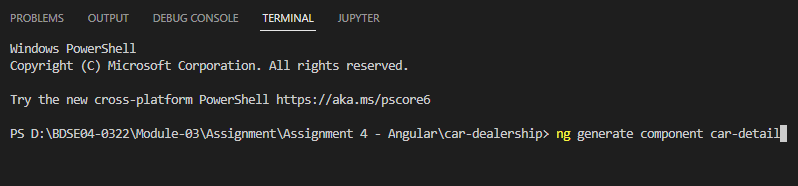 PROBLEMS OUTPUT DEBUG CONSOLE TERMINAL JUPYTER
Windows PowerShell
Copyright (C) Microsoft Corporation. All rights reserved.
Try the new cross-platform PowerShell https://aka.ms/pscore6
PS D:\BDSE04-0322\Module-03\Assignment\Assignment 4 - Angular\car-dealership> ng generate component car-detail